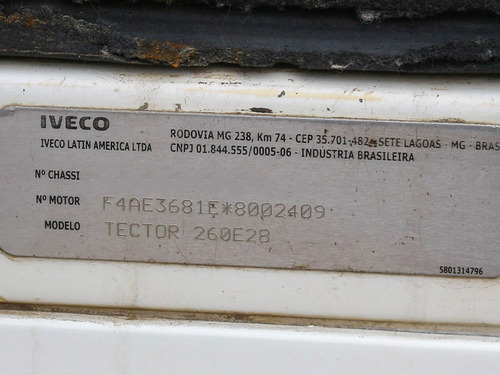 IVECO
IVECO LATIN AMERICA LTDA
RODOVIA MG 238, Km 74 - CEP 35.701-482 - SETE LAGOAS - MG - BRAS
CNPJ 01.844.555/0005-06 - INDÚSTRIA BRASILEIRA
Nº CHASSI
Nº MOTOR F4AE3681E*8002409
MODELO TECTOR 260E28
5801314796